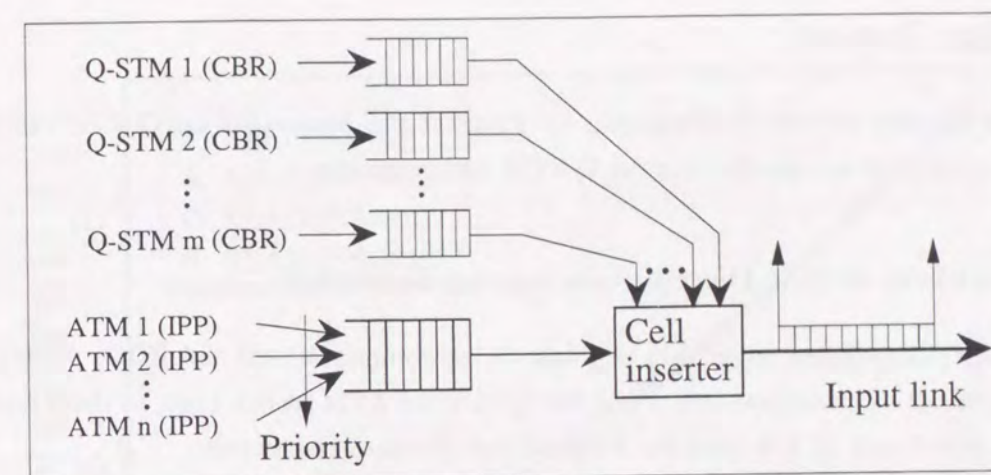 Q-STM 1 (CBR)
Q-STM 2 (CBR)
Q-STM m (CBR)
ATM 1 (IPP)
ATM 2 (IPP)
ATM n (IPP)
Priority
Cell
inserter
Input link